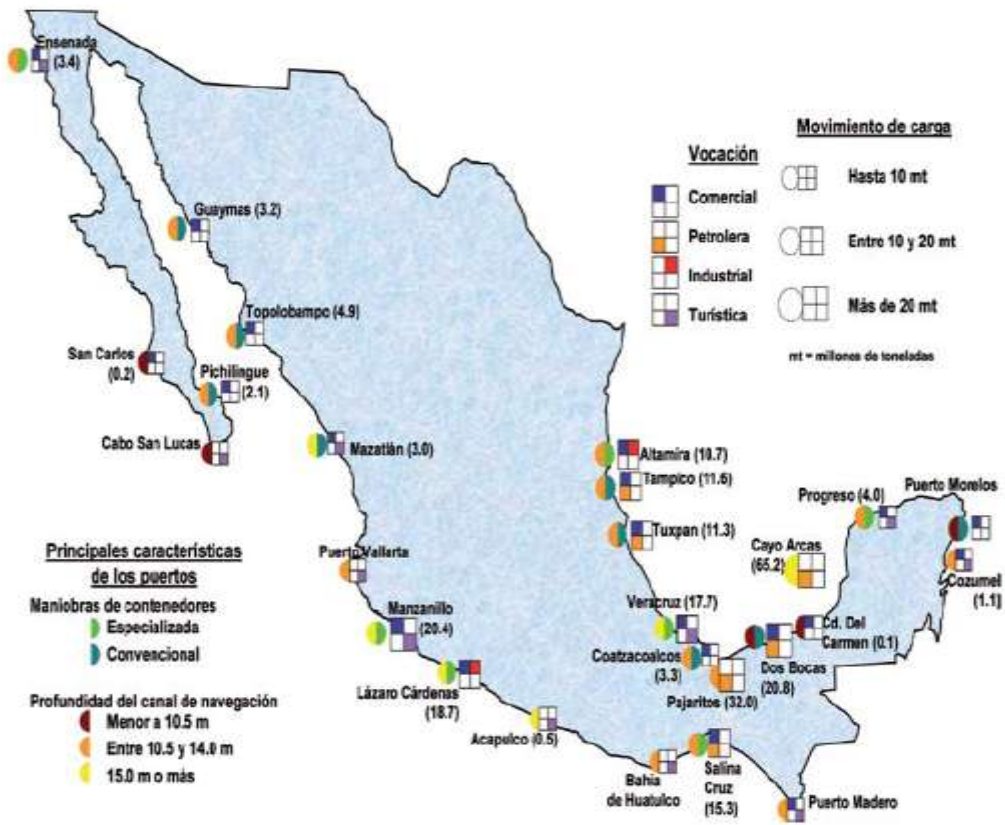 Ensenada
(3.4)
Guaymas (3.2)
Topolobampo (4.9)
San Carlos
(0.2)
Pichilingue
(2.1)
Cabo San Lucas
Mazatlán (3.0)
Puerto Vallarta
Manzanillo
(20.4)
Lázaro Cárdenas
(18.7)
Acapulco (0.5)
Bahía
de Huatulco
Salina
Cruz
(15.3)
Puerto Madero
Altamira (10.7)
Tampico (11.6)
Tuxpan (11.3)
Veracruz (17.7)
Coatzacoalcos
(3.3)
Pajaritos (32.0)
Dos Bocas
(20.8)
Cd. Del
Carmen (0.1)
Cayo Arcas
(65.2)
Progreso (4.0)
Puerto Morelos
Cozumel
(1.1)
Vocación
Comercial
Petrolera
Industrial
Turística
Movimiento de carga
Hasta 10 mt
Entre 10 y 20 mt
Más de 20 mt
mt = millones de toneladas
Principales características
de los puertos
Maniobras de contenedores
Especializada
Convencional
Profundidad del canal de navegación
Menor a 10.5 m
Entre 10.5 y 14.0 m
15.0 m o más